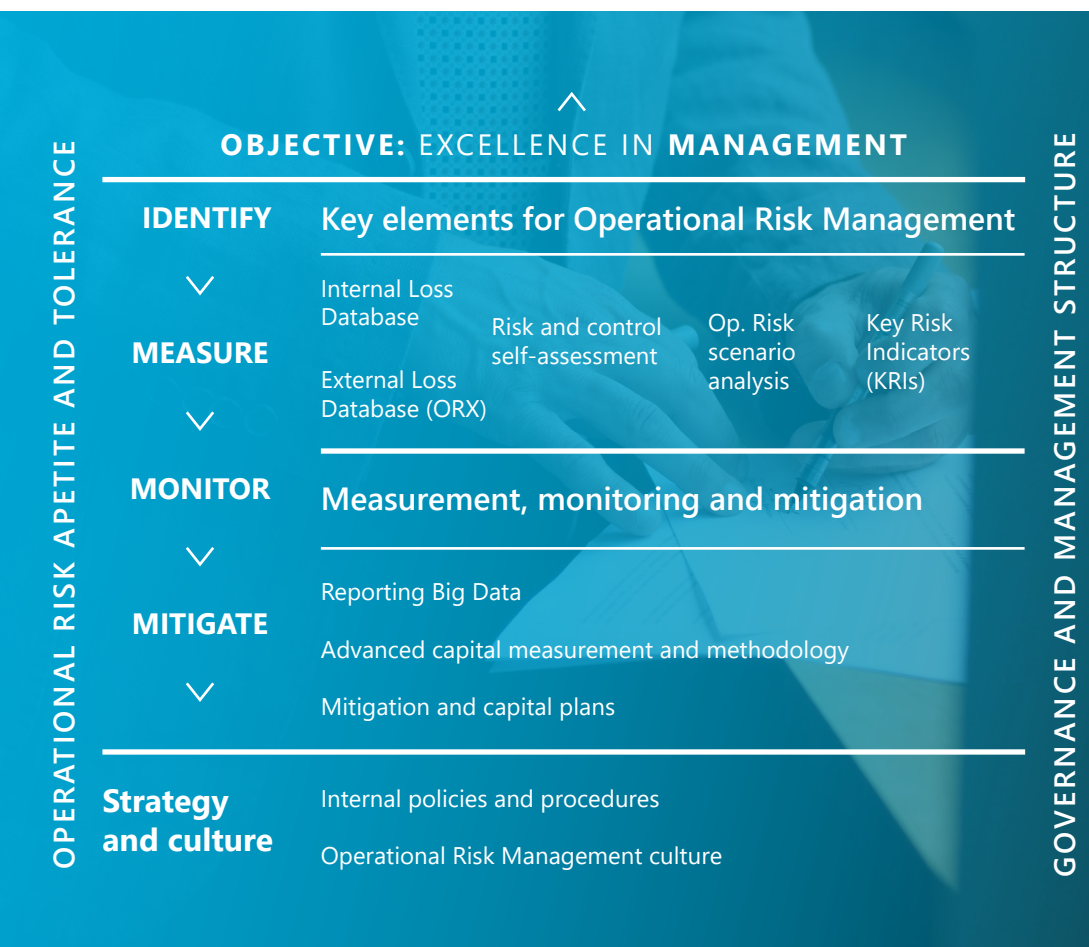 OPERATIONAL RISK APETITE AND TOLERANCE
OBJECTIVE: EXCELLENCE IN MANAGEMENT
IDENTIFY
MEASURE
MONITOR
MITIGATE
Key elements for Operational Risk Management
Internal Loss
Database
External Loss
Database (ORX)
Risk and control
self-assessment
Op. Risk
scenario
analysis
Key Risk
Indicators
(KRIs)
Measurement, monitoring and mitigation
Reporting Big Data
Advanced capital measurement and methodology
Mitigation and capital plans
Strategy
and culture
Internal policies and procedures
Operational Risk Management culture
GOVERNANCE AND MANAGEMENT STRUCTURE